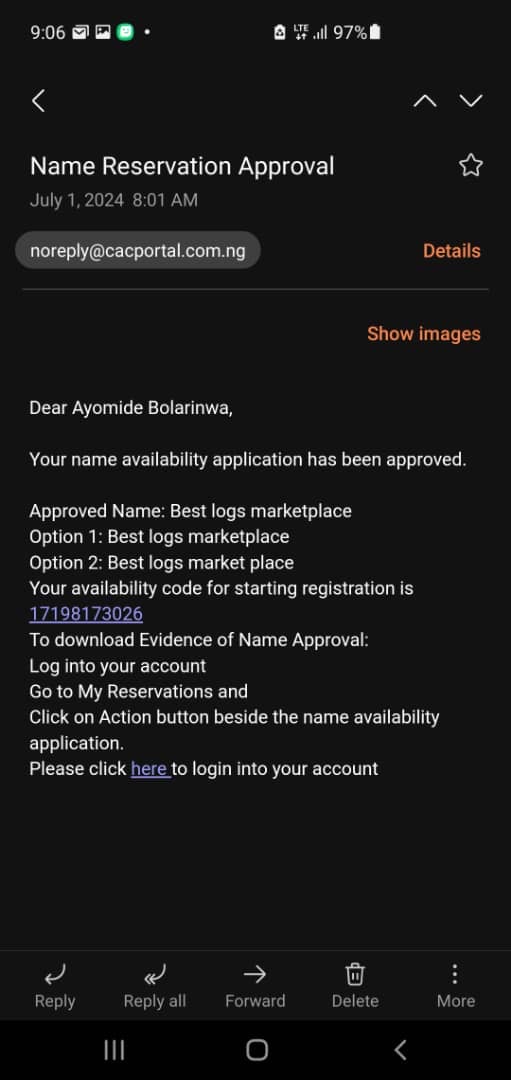 9:06
LTE
97%
Name Reservation Approval
July 1, 2024 8:01 AM
noreply@cacportal.com.ng
Details
Show images
Dear Ayomide Bolarinwa,
Your name availability application has been approved.
Approved Name: Best logs marketplace
Option 1: Best logs marketplace
Option 2: Best logs market place
Your availability code for starting registration is
17198173026
To download Evidence of Name Approval:
Log into your account
Go to My Reservations and
Click on Action button beside the name availability
application.
Please click here to login into your account
Reply
Reply all
Forward
Delete
More